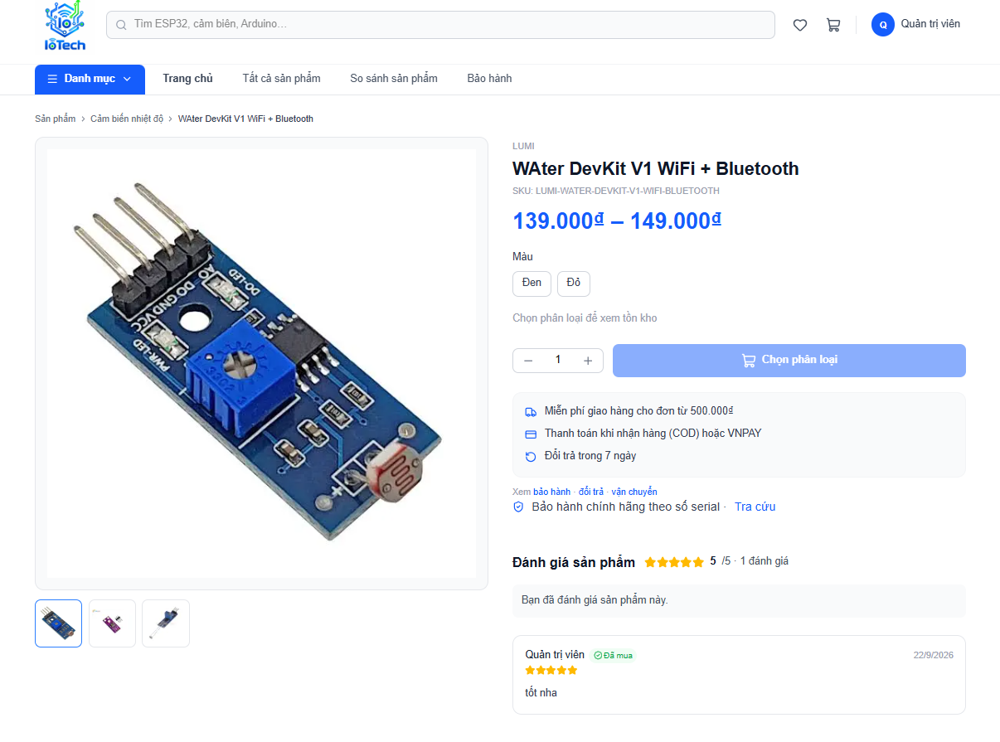 IoTech
Tìm ESP32, cảm biến, Arduino...
Q
Quản trị viên
Danh mục
Trang chủ
Tất cả sản phẩm
So sánh sản phẩm
Bảo hành
Sản phẩm > Cảm biến nhiệt độ > WAter DevKit V1 WiFi + Bluetooth
AO
DO
GND
VCC
DO-LED
PWR-LED
3302
3
+
LUMI
WAter DevKit V1 WiFi + Bluetooth
SKU: LUMI-WATER-DEVKIT-V1-WIFI-BLUETOOTH
139.000₫ – 149.000₫
Màu
Đen
Đỏ
Chọn phân loại để xem tồn kho
− 1 +
Chọn phân loại
Miễn phí giao hàng cho đơn từ 500.000₫
Thanh toán khi nhận hàng (COD) hoặc VNPAY
Đổi trả trong 7 ngày
Xem bảo hành · đổi trả · vận chuyển
Bảo hành chính hãng theo số serial · Tra cứu
Đánh giá sản phẩm 5 /5 · 1 đánh giá
Bạn đã đánh giá sản phẩm này.
Quản trị viên Đã mua 22/9/2026
tốt nha